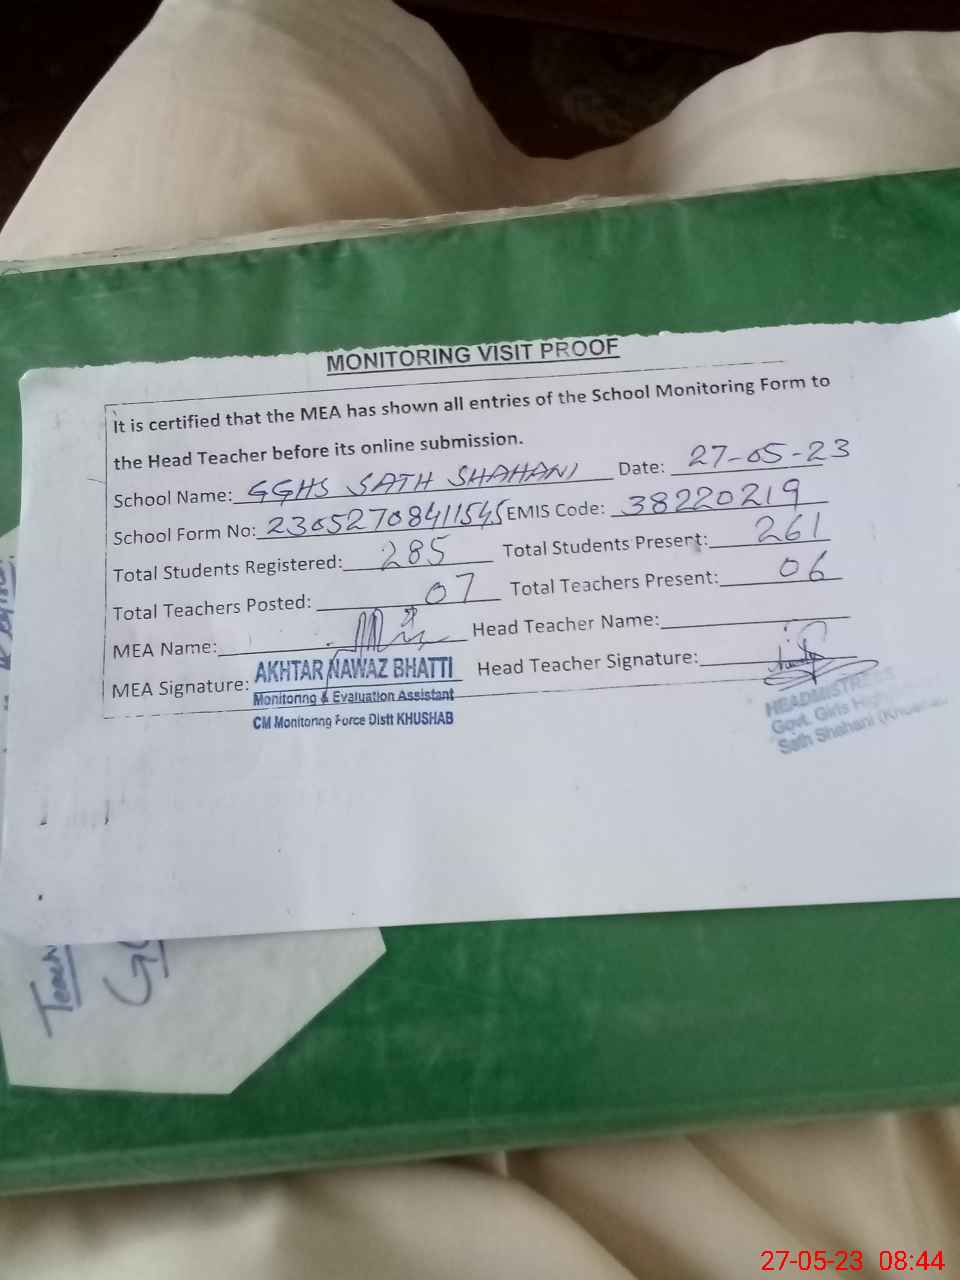 MONITORING VISIT PROOF
It is certified that the MEA has shown all entries of the School Monitoring Form to
the Head Teacher before its online submission.
School Name: GGHS SATH SHAHANI Date: 27-05-23
School Form No: 23052708411545 EMIS Code: 38220219
Total Students Registered: 285 Total Students Present: 261
Total Teachers Posted: 07 Total Teachers Present: 06
MEA Name: Head Teacher Name:
MEA Signature: Head Teacher Signature:
AKHTAR NAWAZ BHATTI
Monitoring & Evaluation Assistant
CM Monitoring Force Distt KHUSHAB
HEADMISTRESS
Govt. Girls High
Sath Shahani
Teach
27-05-23 08:44